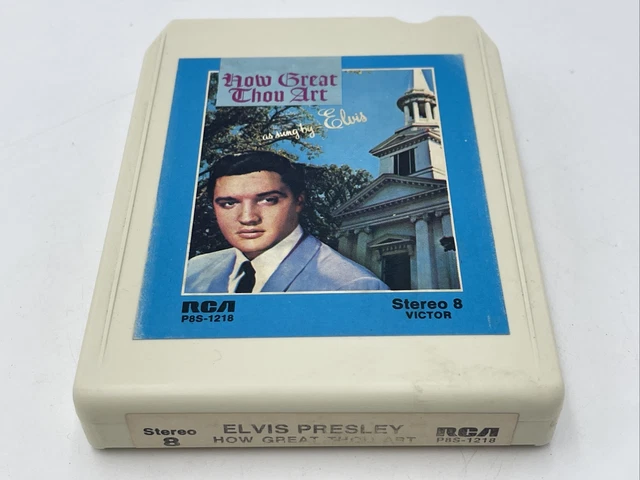 How Great
Thou Art
as sung by Elvis
RCA
P8S-1218
Stereo 8
VICTOR
Stereo
8
ELVIS PRESLEY
HOW GREAT THOU ART
RCA
P8S-1218